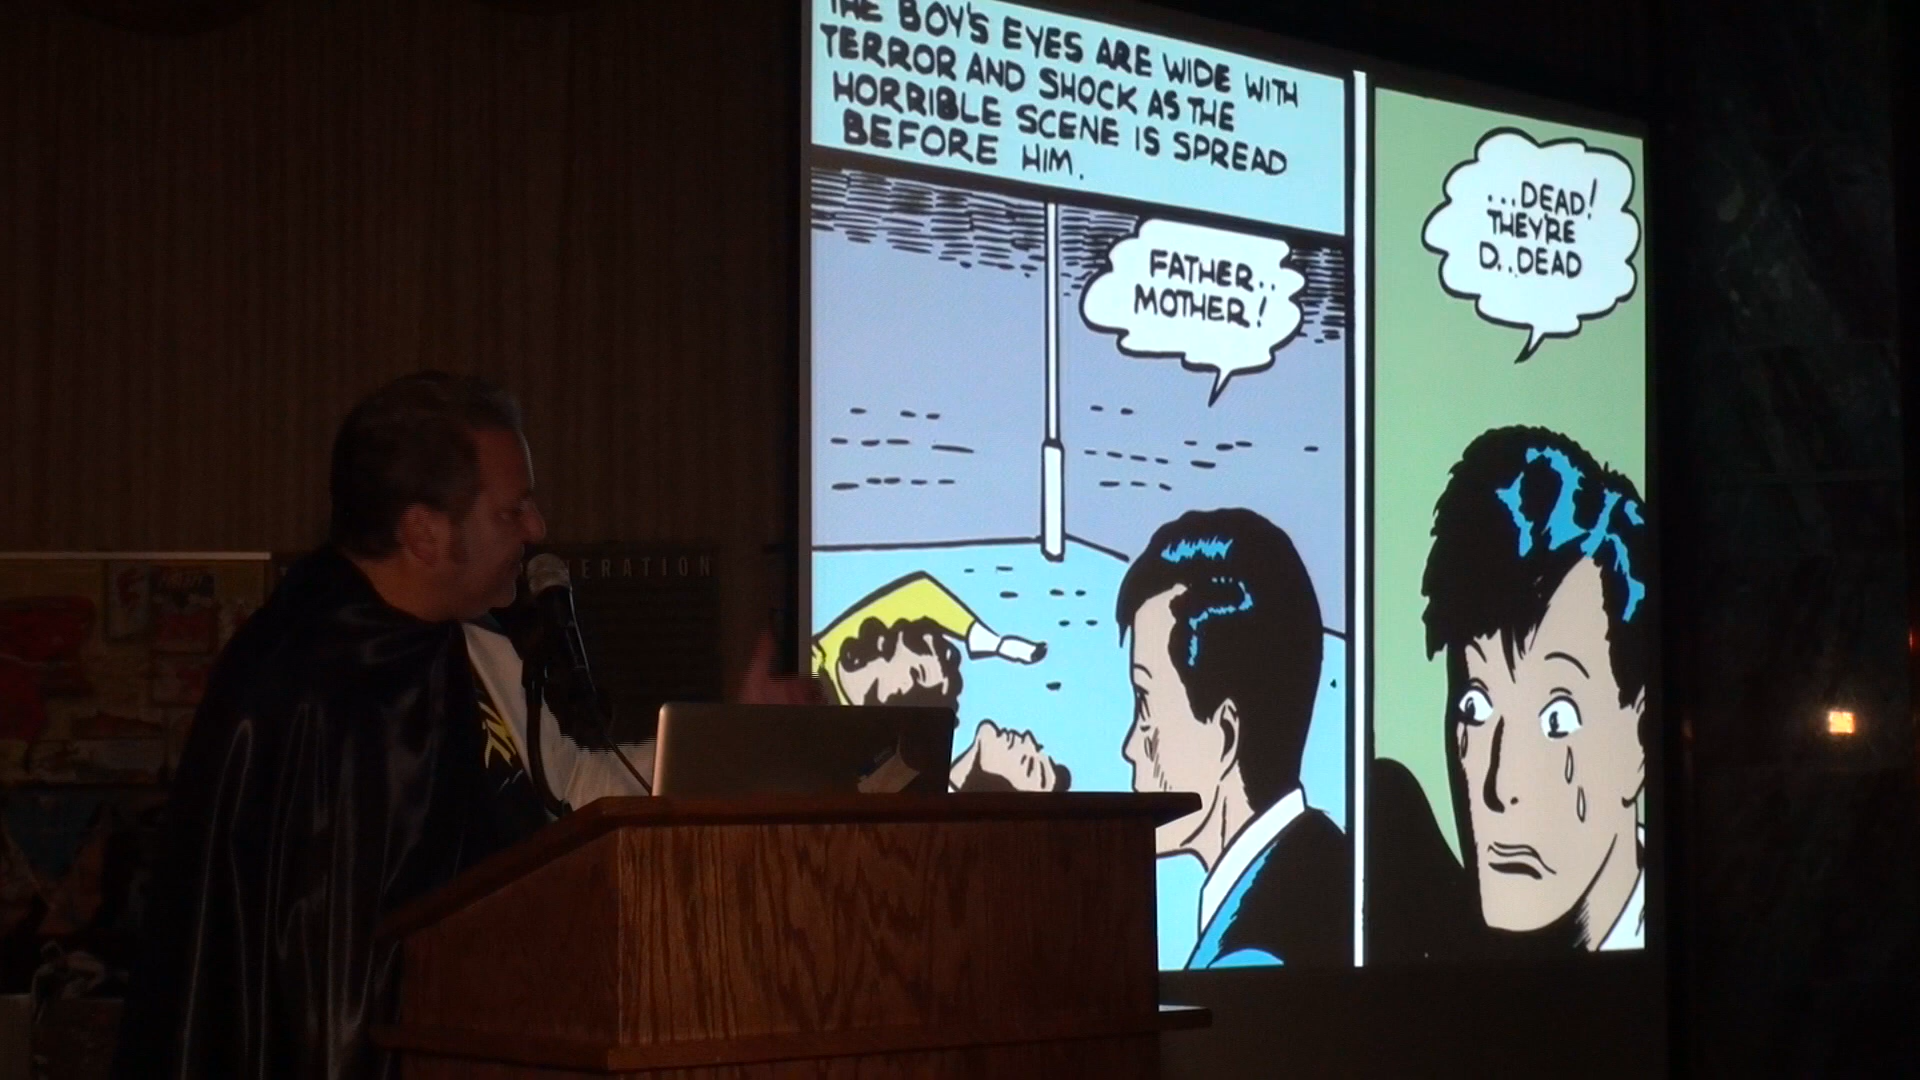 THE BOY'S EYES ARE WIDE WITH
TERROR AND SHOCK AS THE
HORRIBLE SCENE IS SPREAD
BEFORE HIM.
FATHER..
MOTHER!
...DEAD!
THEY'RE
D..DEAD
ERATION